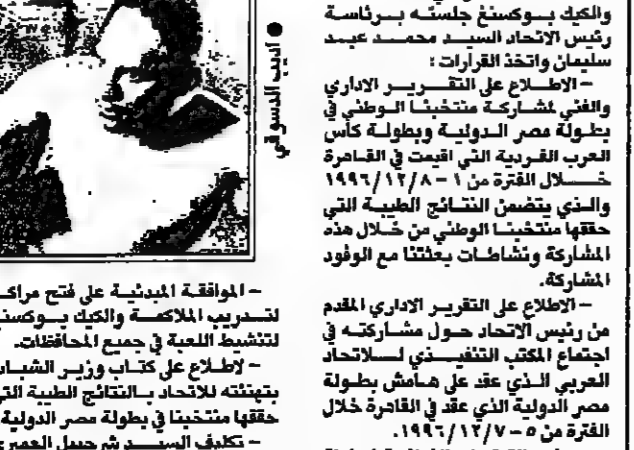 والكيك بوكسنغ جلسته برئاسة
رئيس الاتحاد السيد محمد عبد
سليمان واتخذ القرارات :
– الاطلاع على التقرير الاداري
والفني لمشاركة منتخبنا الوطني في
بطولة مصر الدولية وبطولة كأس
العرب الفردية التي اقيمت في القاهرة
خلال الفترة من ١ – ١٩٩٦/١٢/٨
والذي يتضمن النتائج الطيبة التي
حققها منتخبنا الوطني من خلال هذه
المشاركة ونشاطات بعثتنا مع الوفود
المشاركة.
– الاطلاع على التقرير الاداري المقدم
من رئيس الاتحاد حول مشاركته في
اجتماع المكتب التنفيذي للاتحاد
العربي الذي عقد على هامش بطولة
مصر الدولية الذي عقد في القاهرة خلال
الفترة من ٥ – ١٩٩٦/١٢/٧.
● اديب الدسوقي
– الموافقة المبدئية على فتح مراكـ
لتدريب الملاكمة والكيك بوكسنـ
لتنشيط اللعبة في جميع المحافظات.
– لاطلاع على كتاب وزير الشباب
بتهنئته للاتحاد بالنتائج الطيبة التي
حققها منتخبنا في بطولة مصر الدولية
– تكليف السيد شرحبيل العمري